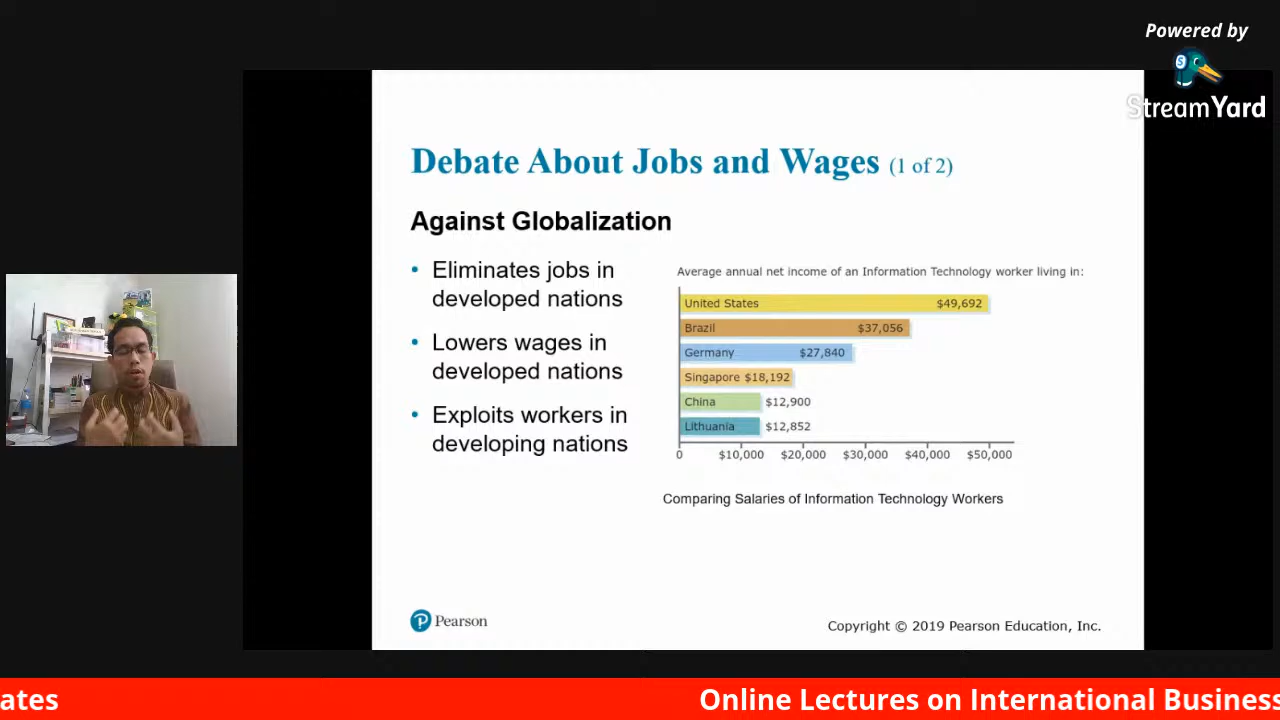 Powered by
StreamYard
Debate About Jobs and Wages (1 of 2)
Against Globalization
• Eliminates jobs in
developed nations
• Lowers wages in
developed nations
• Exploits workers in
developing nations
Average annual net income of an Information Technology worker living in:
United States $49,692
Brazil $37,056
Germany $27,840
Singapore $18,192
China $12,900
Lithuania $12,852
0 $10,000 $20,000 $30,000 $40,000 $50,000
Comparing Salaries of Information Technology Workers
Pearson
Copyright © 2019 Pearson Education, Inc.
ates Online Lectures on International Business